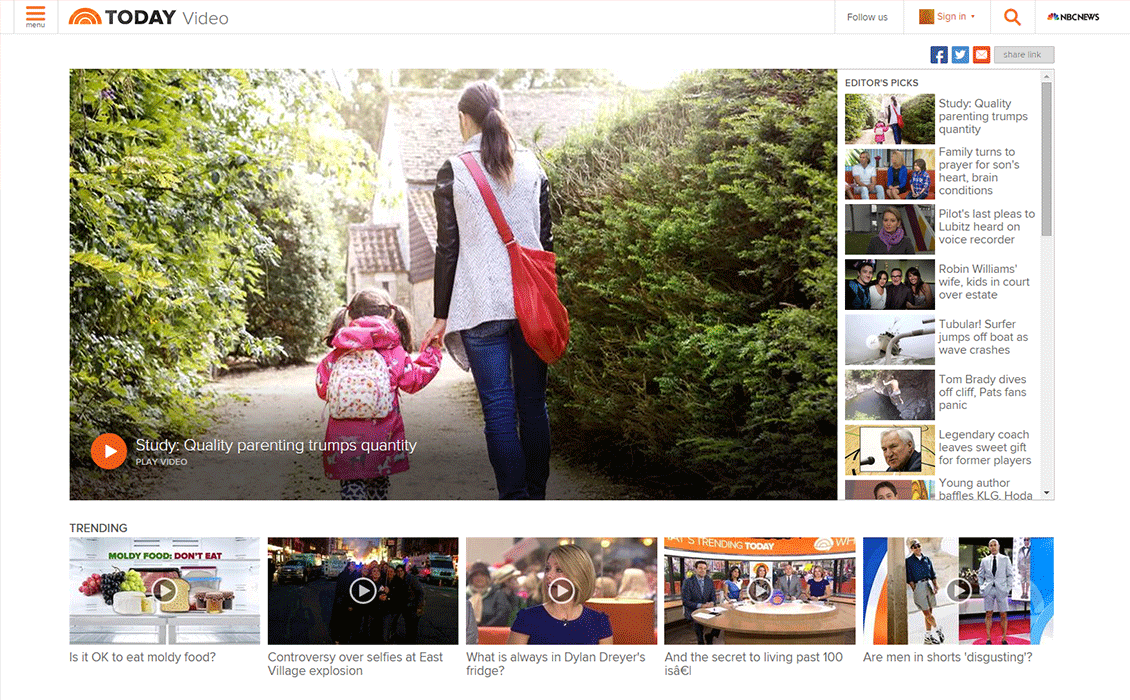 menu
TODAY Video
Follow us
Sign in
NBCNEWS
share link
EDITOR'S PICKS
Study: Quality
parenting trumps
quantity
Family turns to
prayer for son's
heart, brain
conditions
Pilot's last pleas to
Lubitz heard on
voice recorder
Robin Williams'
wife, kids in court
over estate
Tubular! Surfer
jumps off boat as
wave crashes
Tom Brady dives
off cliff, Pats fans
panic
Legendary coach
leaves sweet gift
for former players
Young author
baffles KLG, Hoda
Study: Quality parenting trumps quantity
PLAY VIDEO
TRENDING
MOLDY FOOD: DON'T EAT
WHAT'S TRENDING TODAY
Is it OK to eat moldy food?
Controversy over selfies at East
Village explosion
What is always in Dylan Dreyer's
fridge?
And the secret to living past 100
isâ€¦
Are men in shorts 'disgusting'?